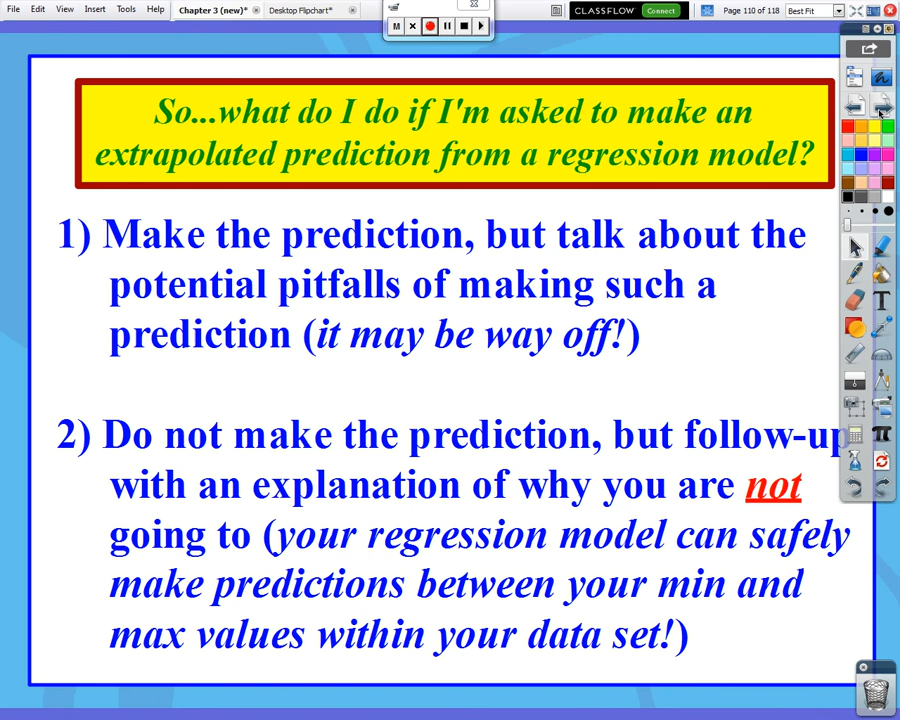 File Edit View Insert Tools Help Chapter 3 (new)* Desktop Flipchart* CLASSFLOW Connect Page 110 of 118 Best Fit
M
So...what do I do if I'm asked to make an
extrapolated prediction from a regression model?
1) Make the prediction, but talk about the
potential pitfalls of making such a
prediction (it may be way off!)
2) Do not make the prediction, but follow-up
with an explanation of why you are not
going to (your regression model can safely
make predictions between your min and
max values within your data set!)